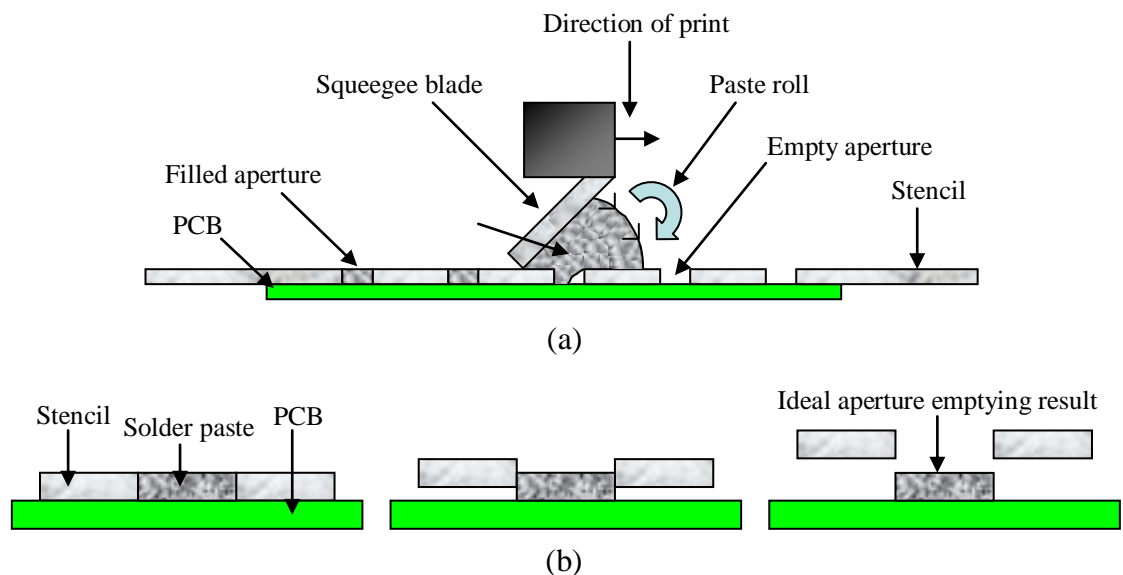 Direction of print
Squeegee blade
Paste roll
Empty aperture
Filled aperture
Stencil
PCB
(a)
Ideal aperture emptying result
Stencil
Solder paste
PCB
(b)